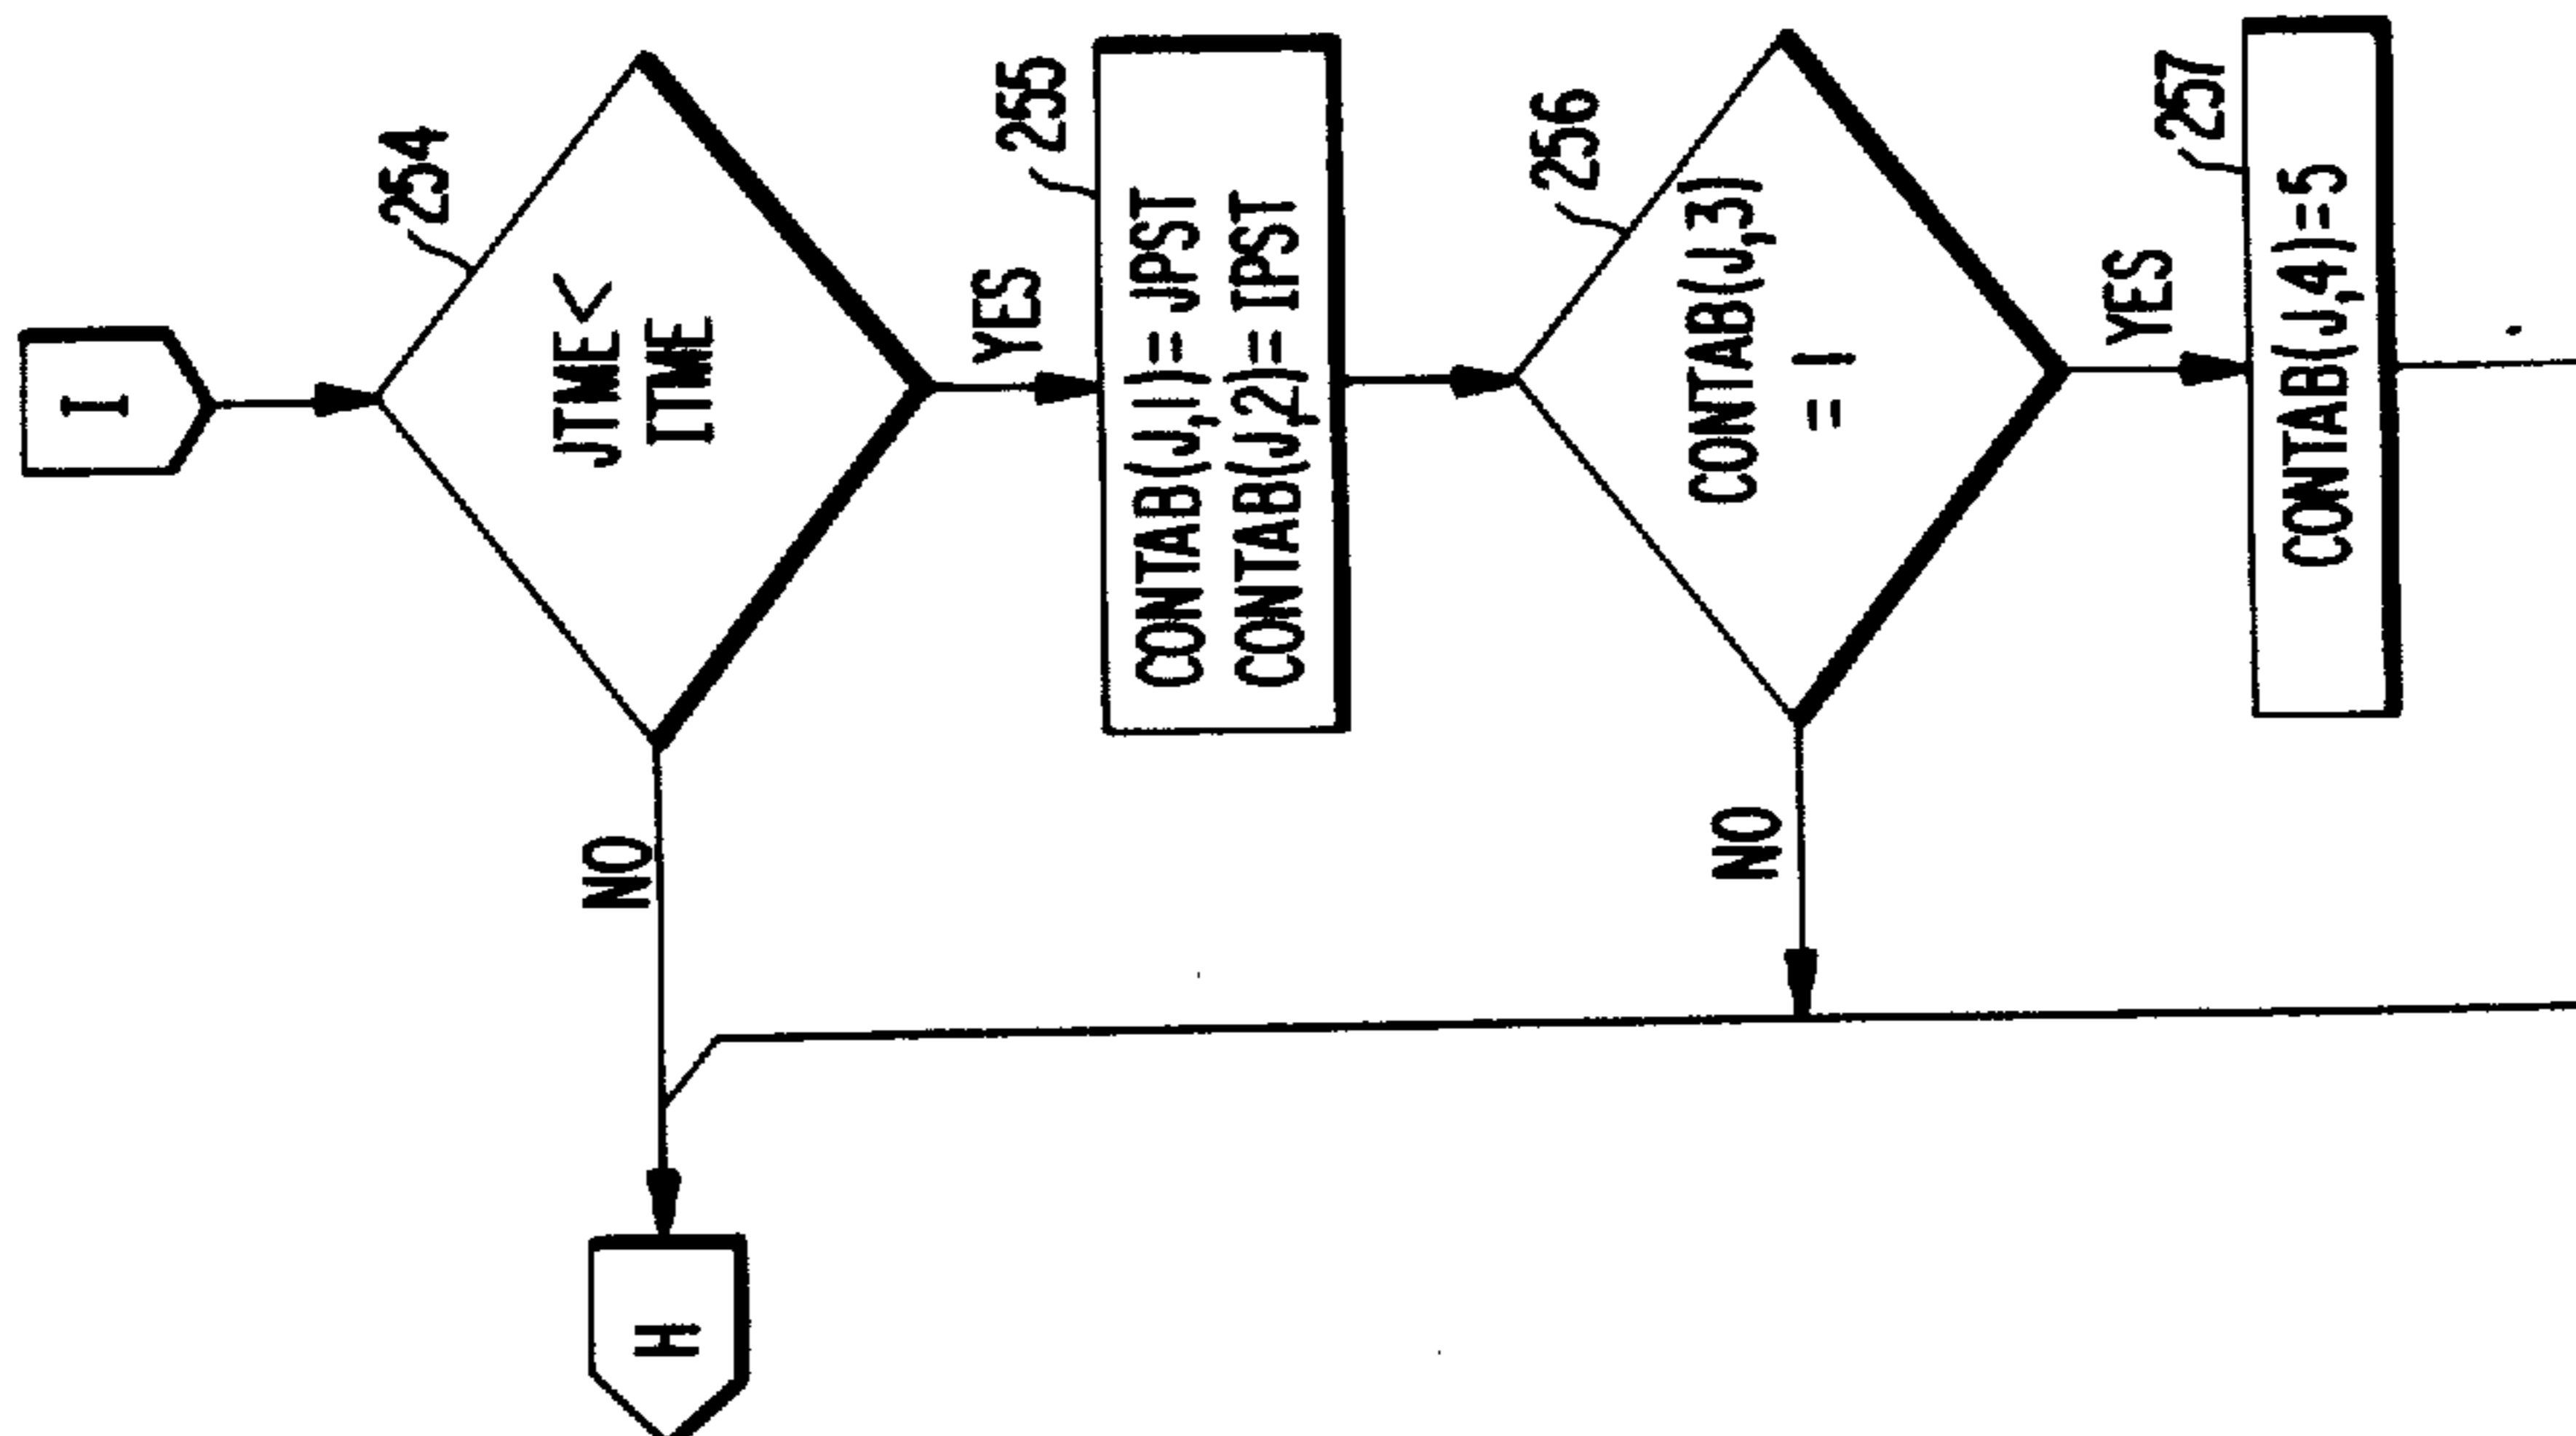 I
254
JTME<
ITME
YES
NO
255
CONTAB(J,1)=JPST
CONTAB(J,2)=IPST
256
CONTAB(J,3)
=1
YES
NO
257
CONTAB(J,4)=5
H